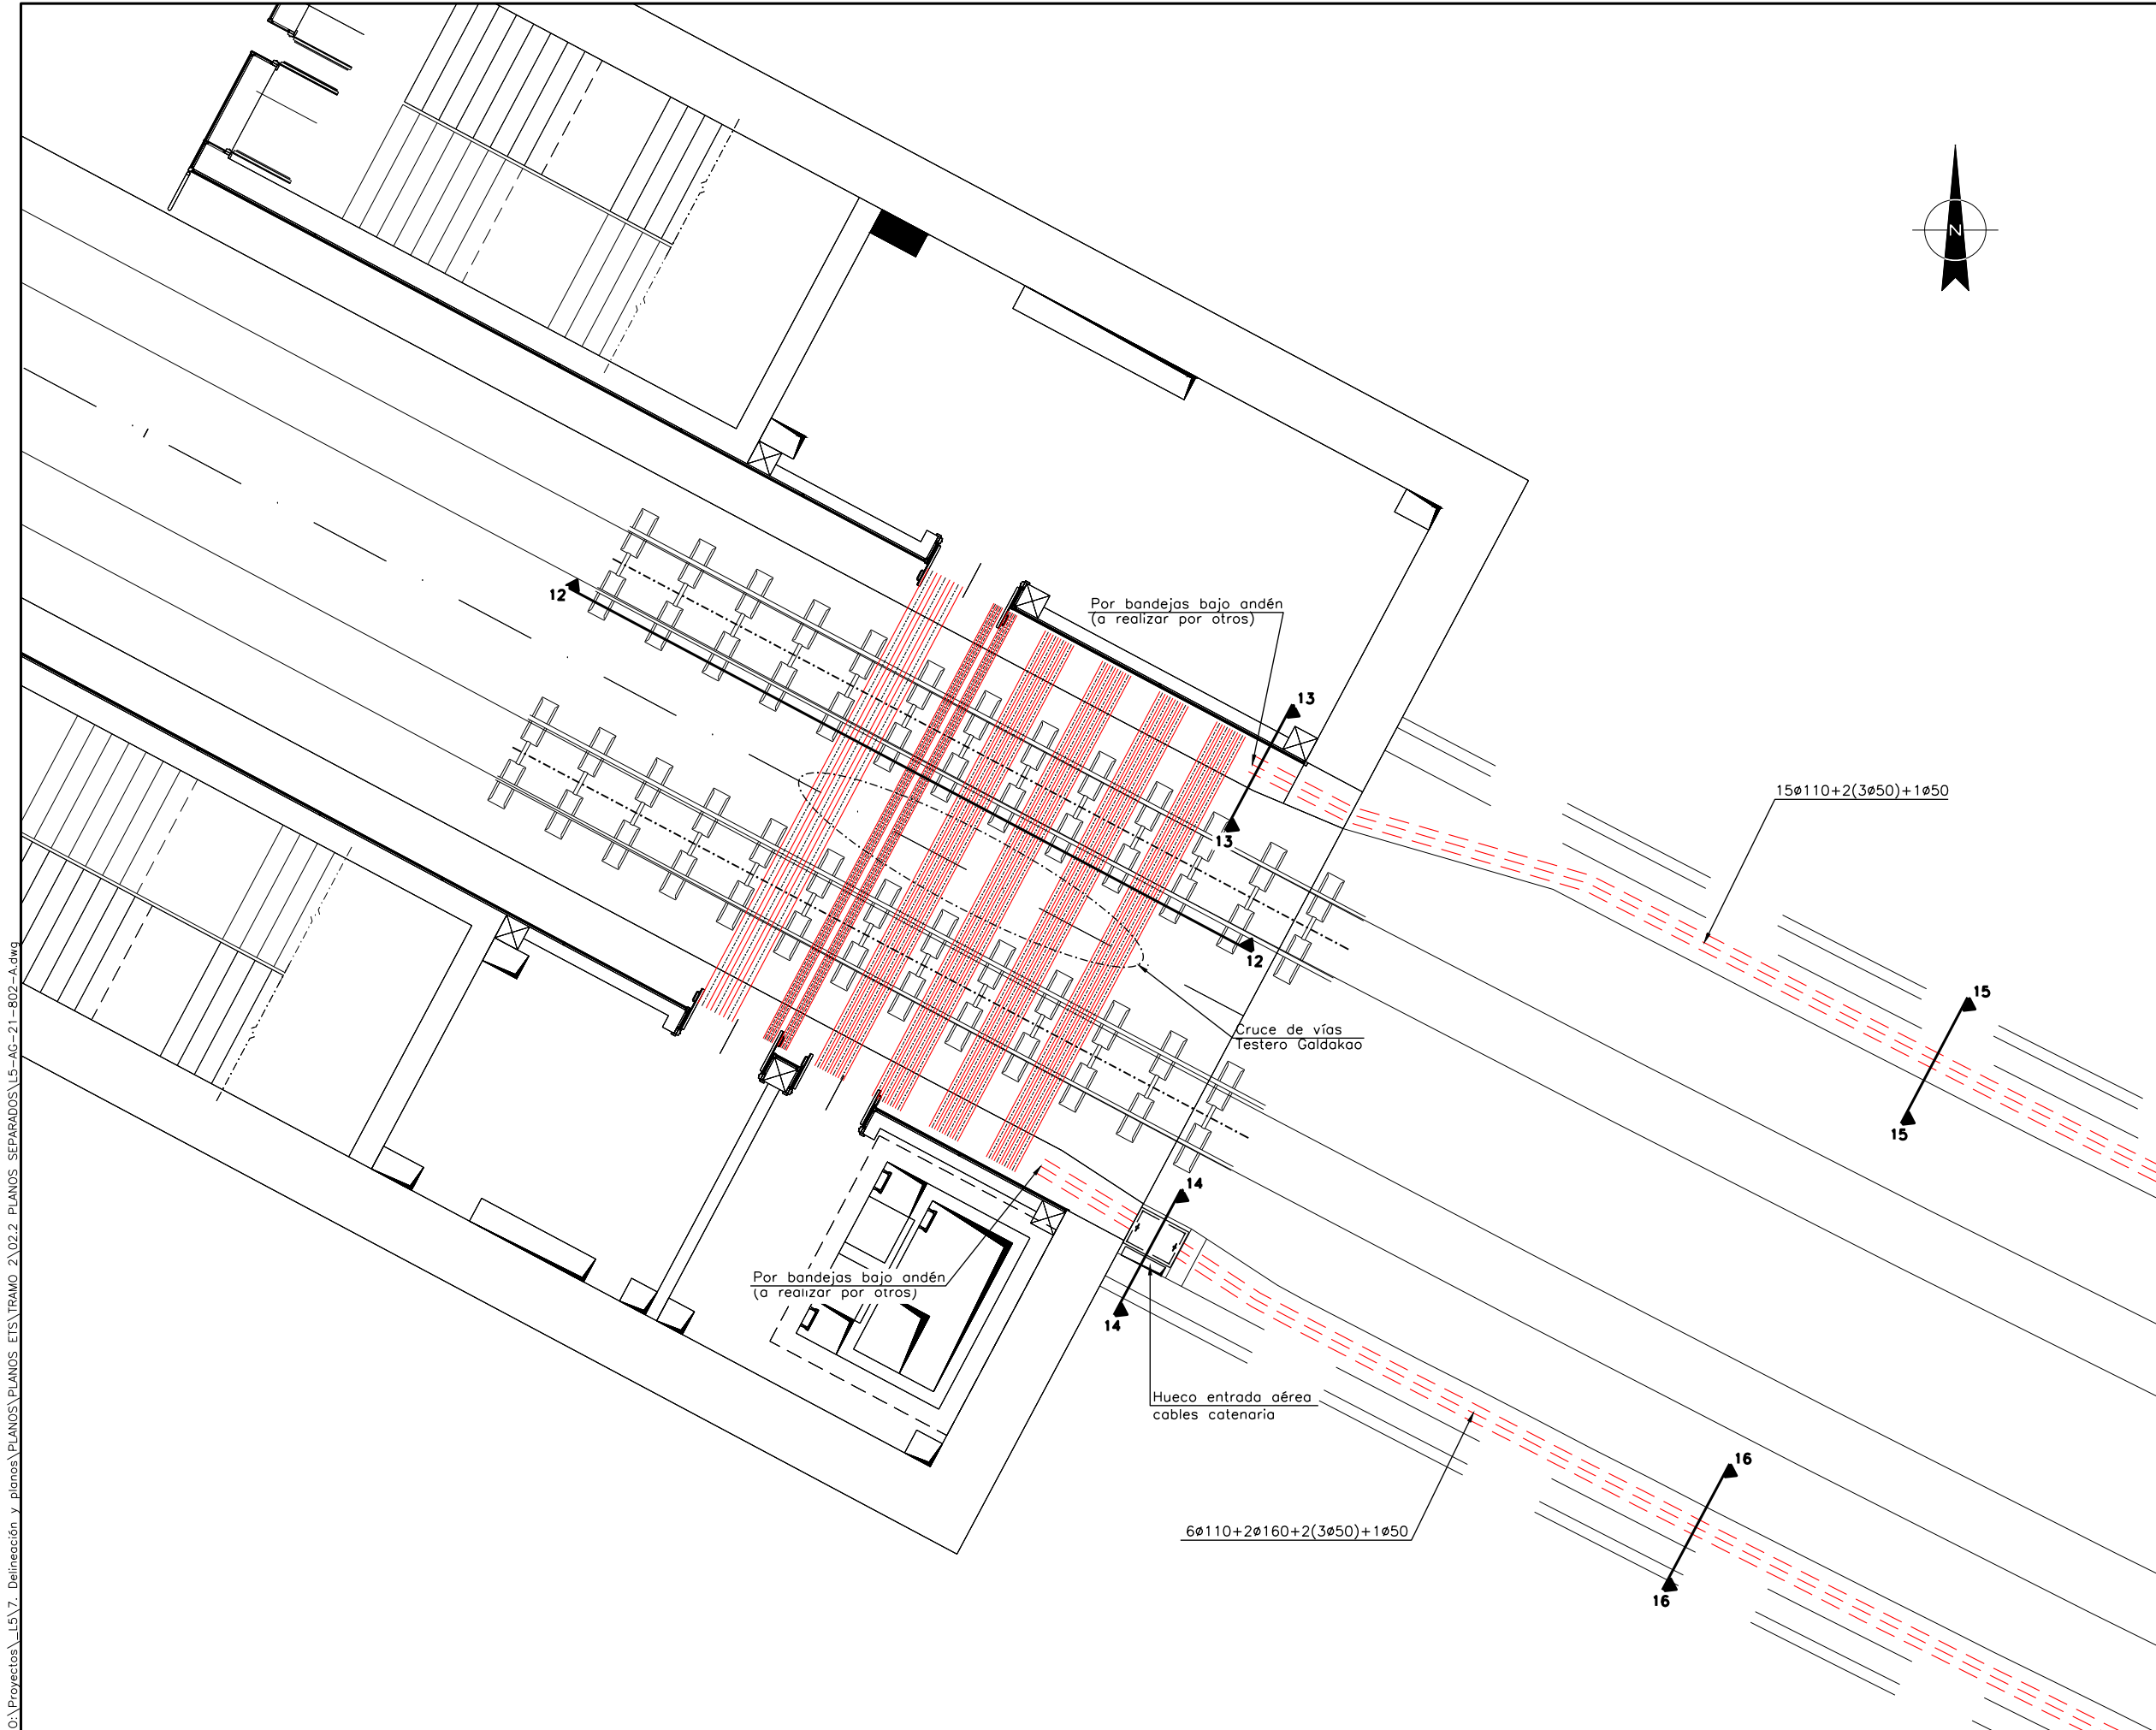 N
12
Por bandejas bajo andén
(a realizar por otros)
13
15ø110+2(3ø50)+1ø50
13
12
15
Cruce de vías
Testero Galdakao
15
14
Por bandejas bajo andén
(a realizar por otros)
14
Hueco entrada aérea
cables catenaria
16
6ø110+2ø160+2(3ø50)+1ø50
16
O:\Proyectos\_L5\7. Delineación y planos\PLANOS\PLANOS ETS\TRAMO 2\02.2 PLANOS SEPARADOS\L5-AG-21-802-A.dwg